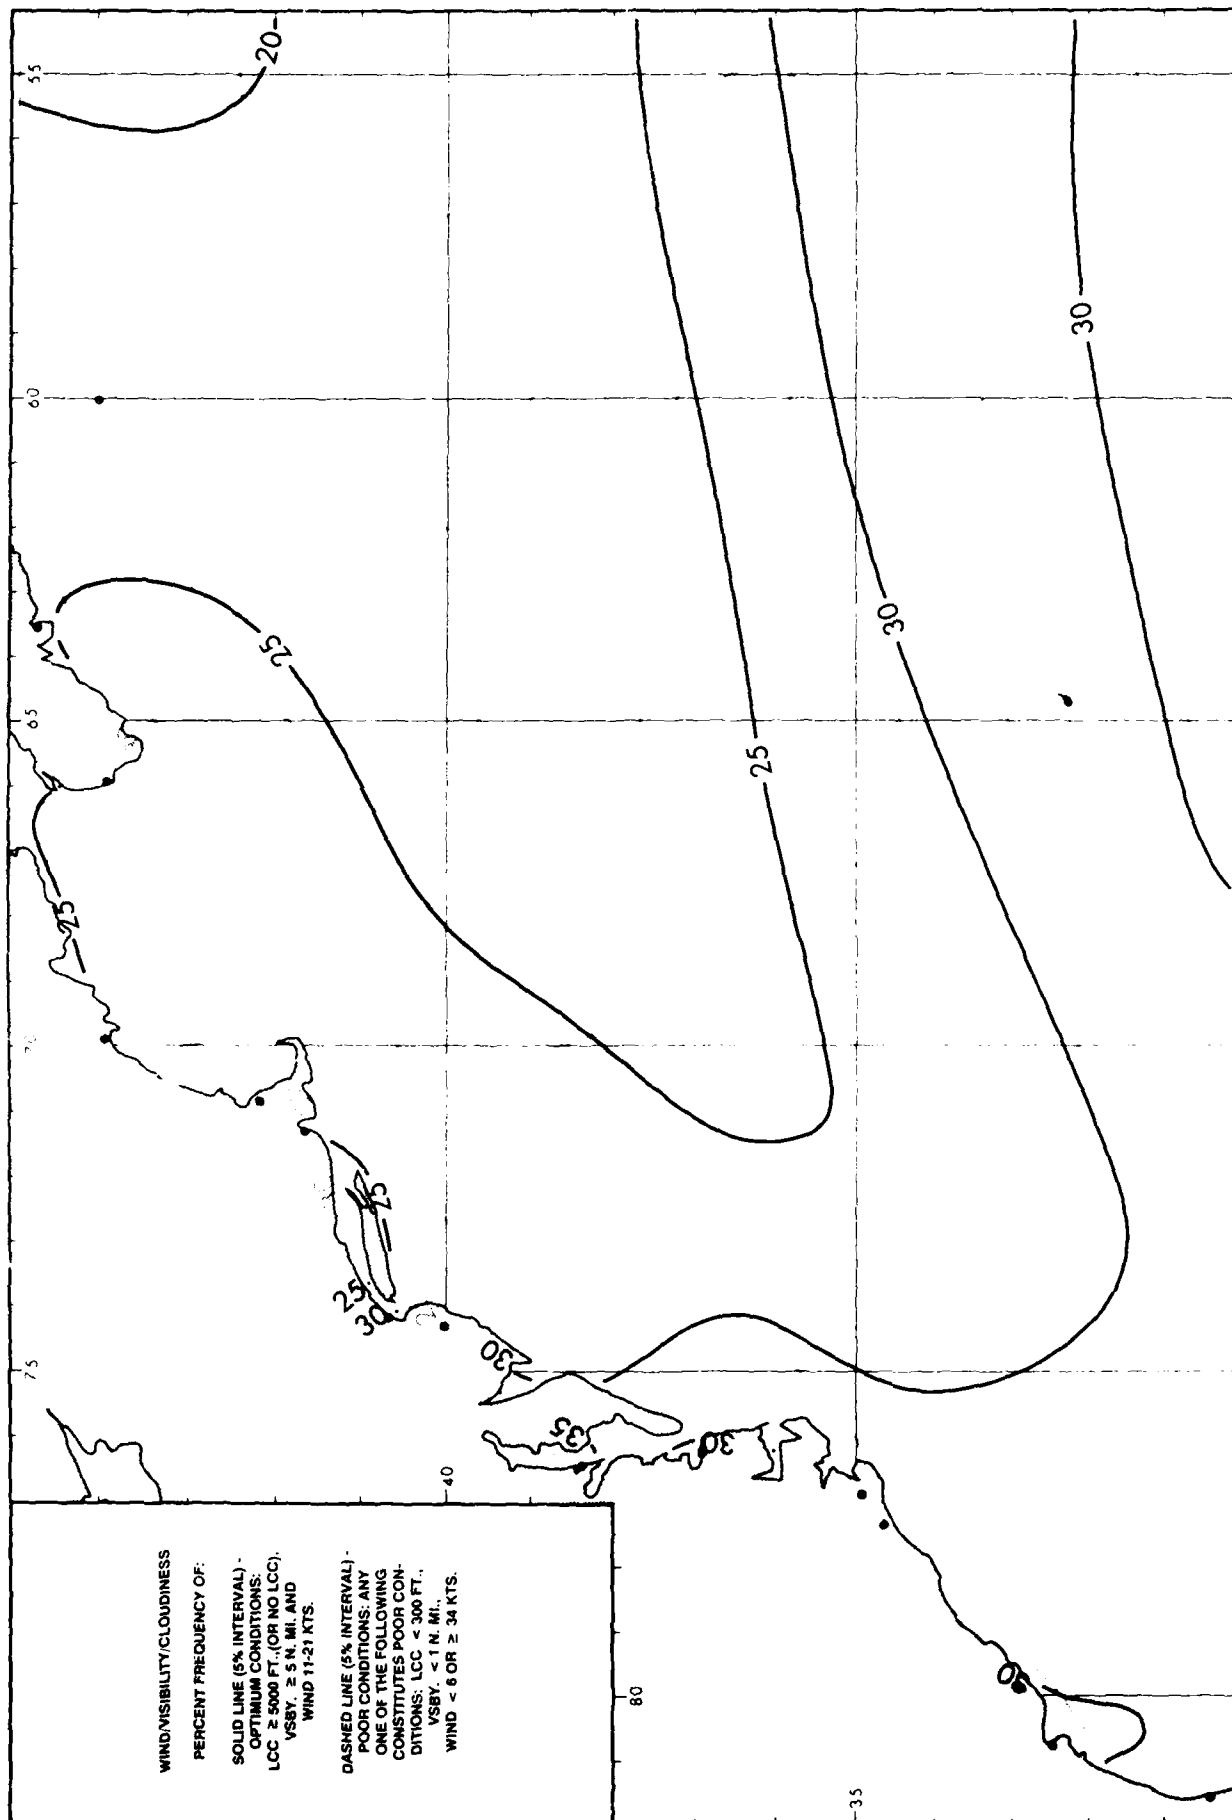 WIND/VISIBILITY/CLOUDINESS
PERCENT FREQUENCY OF:
SOLID LINE (5% INTERVAL) -
OPTIMUM CONDITIONS:
LCC ≥ 5000 FT.,(OR NO LCC),
VSBY. ≥ 5 N. MI. AND
WIND 11-21 KTS.
DASHED LINE (5% INTERVAL) -
POOR CONDITIONS: ANY
ONE OF THE FOLLOWING
CONSTITUTES POOR CON-
DITIONS: LCC < 300 FT.,
VSBY. < 1 N. MI.,
WIND < 6 OR ≥ 34 KTS.
80
75
70
65
60
55
40
35
20
25
25
25
25
25
30
30
35
30
30
30